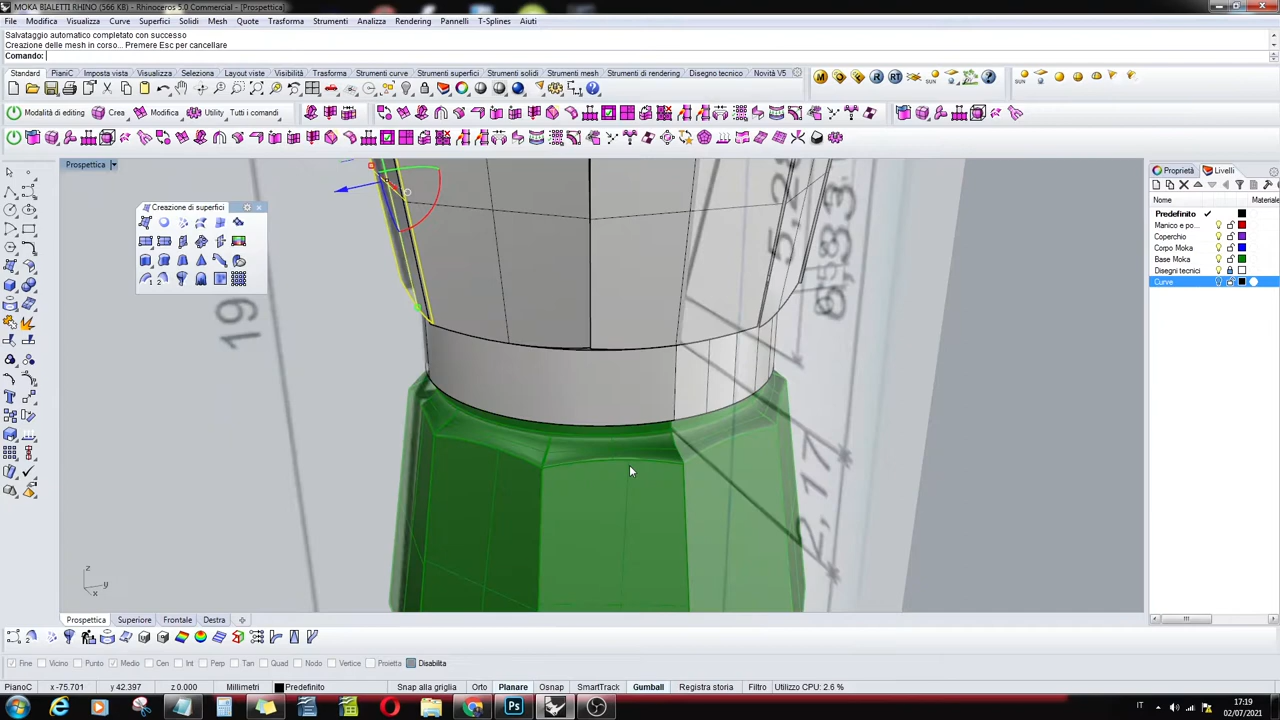 MOKA BIALETTI RHINO (566 KB) - Rhinoceros 5.0 Commercial - [Prospettica]
File Modifica Visualizza Curve Superfici Solidi Mesh Quote Trasforma Strumenti Analizza Rendering Pannelli T-Splines Aiuti
Salvataggio automatico completato con successo
Creazione delle mesh in corso... Premere Esc per cancellare
Comando:
Standard PianiC Imposta vista Visualizza Selezione Layout viste Visibilità Trasforma Strumenti curve Strumenti superfici Strumenti solidi Strumenti mesh Strumenti di rendering Disegno tecnico Novità V5
Modalità di editing Crea Modifica Utility Tutti i comandi
Prospettica
Proprietà Livelli
Nome Materiale
Predefinito
Manico e po...
Coperchio
Corpo Moka
Base Moka
Disegni tecnici
Curve
Creazione di superfici
19
2,17
z
y
x
Prospettica Superiore Frontale Destra
Fine Vicino Punto Medio Cen Int Perp Tan Quad Nodo Vertice Proietta Disabilita
PianoC x -75.701 y 42.397 z 0.000 Millimetri Predefinito Snap alla griglia Orto Planare Osnap SmartTrack Gumball Registra storia Filtro Utilizzo CPU: 2.6 %
IT 17:19
02/07/2021